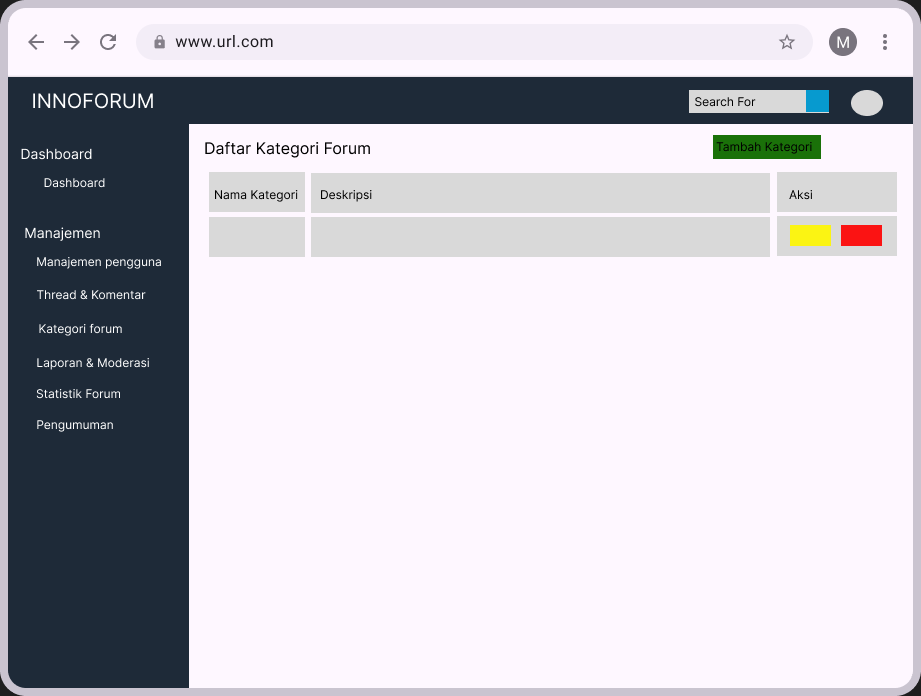 www.url.com
M
INNOFORUM
Search For
Dashboard
Dashboard
Manajemen
Manajemen pengguna
Thread & Komentar
Kategori forum
Laporan & Moderasi
Statistik Forum
Pengumuman
Daftar Kategori Forum
Tambah Kategori
Nama Kategori
Deskripsi
Aksi